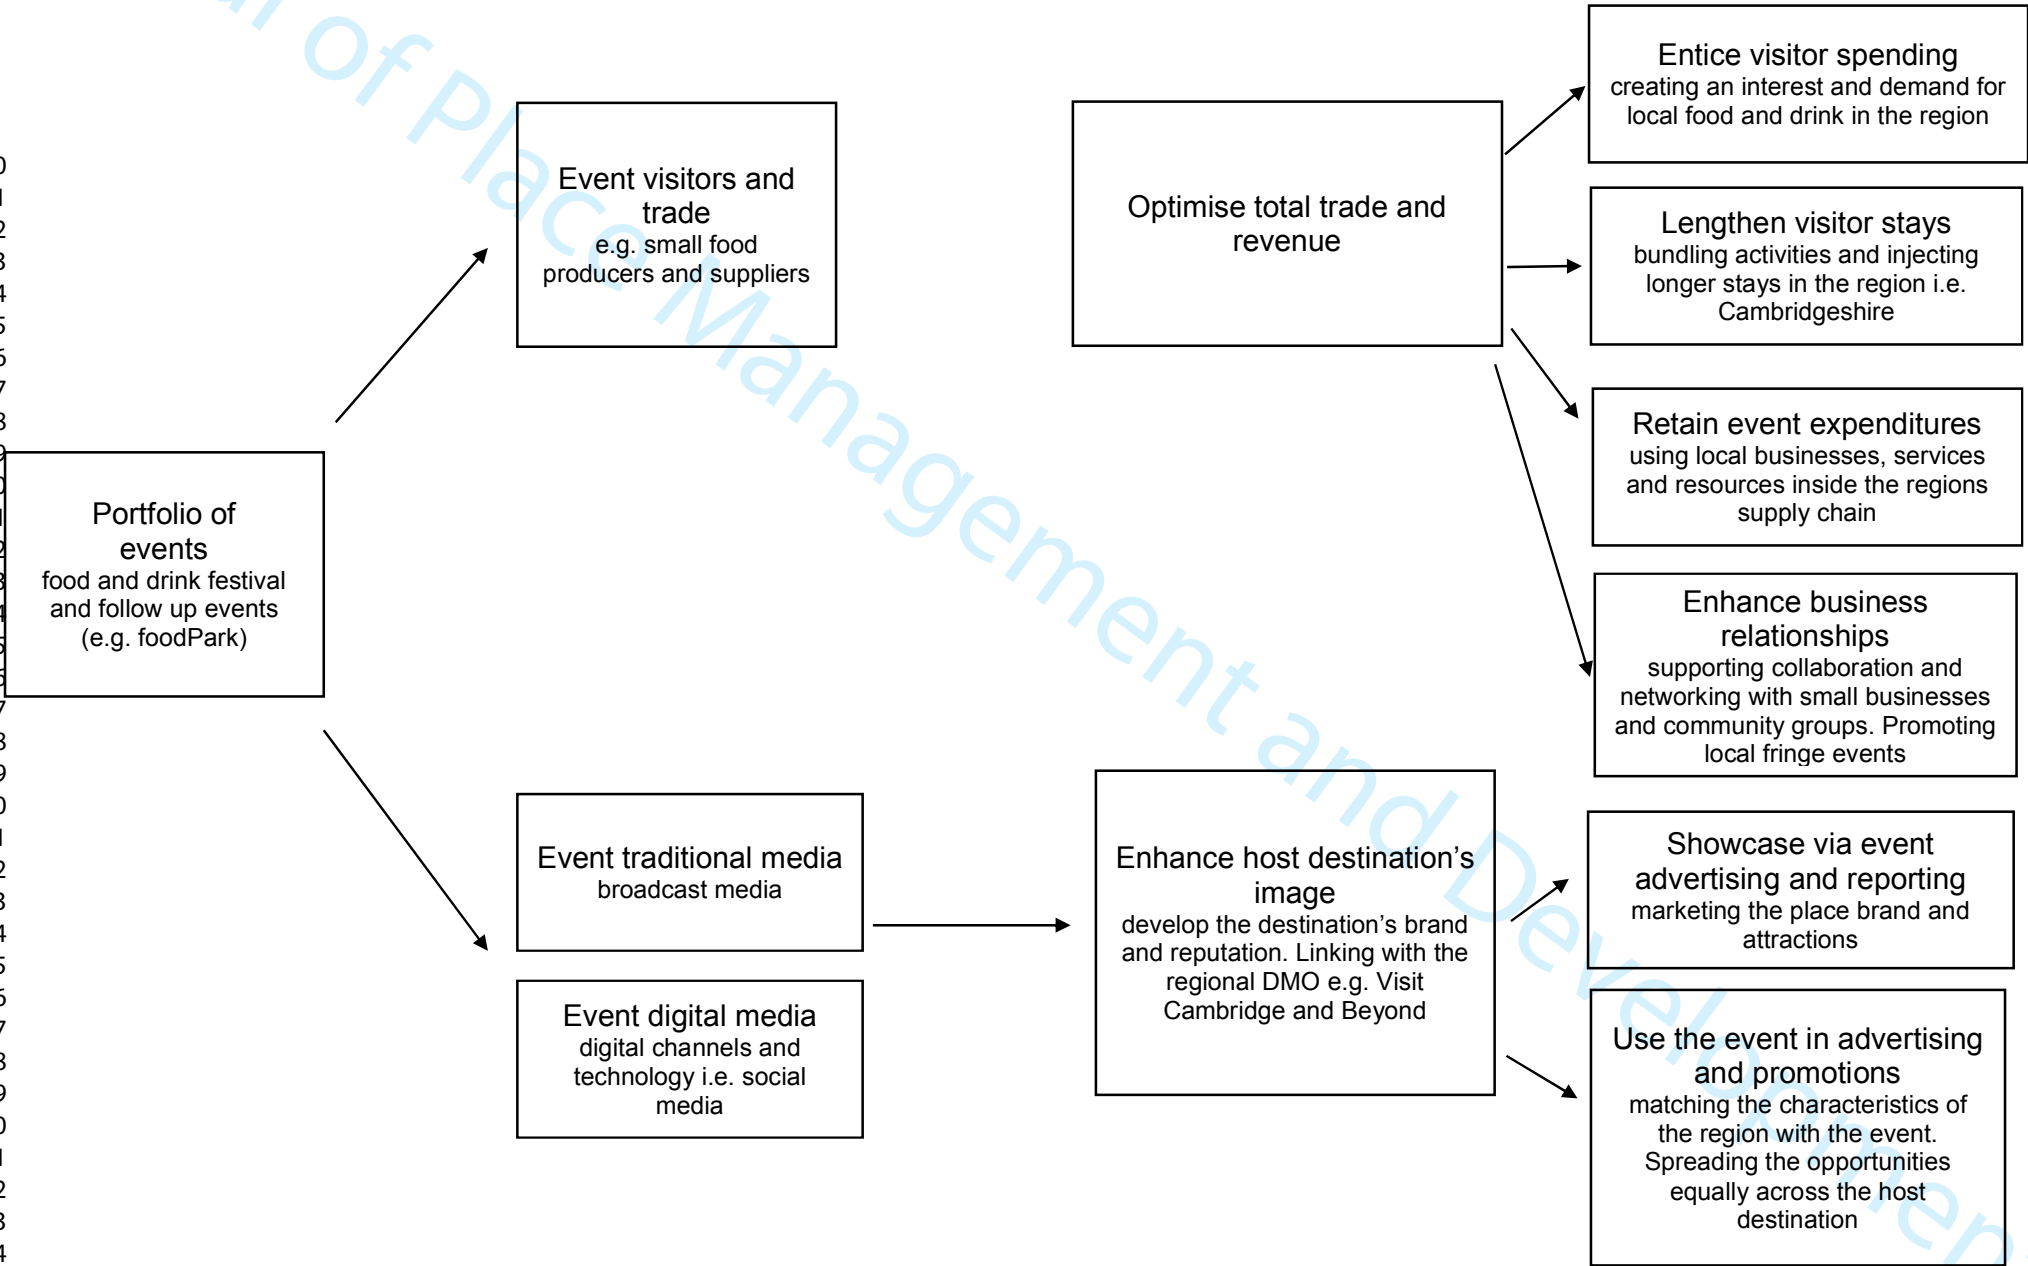 Portfolio of
events
food and drink festival
and follow up events
(e.g. foodPark)
Event visitors and
trade
e.g. small food
producers and suppliers
Event traditional media
broadcast media
Event digital media
digital channels and
technology i.e. social
media
Optimise total trade and
revenue
Enhance host destination’s
image
develop the destination’s brand
and reputation. Linking with the
regional DMO e.g. Visit
Cambridge and Beyond
Entice visitor spending
creating an interest and demand for
local food and drink in the region
Lengthen visitor stays
bundling activities and injecting
longer stays in the region i.e.
Cambridgeshire
Retain event expenditures
using local businesses, services
and resources inside the regions
supply chain
Enhance business
relationships
supporting collaboration and
networking with small businesses
and community groups. Promoting
local fringe events
Showcase via event
advertising and reporting
marketing the place brand and
attractions
Use the event in advertising
and promotions
matching the characteristics of
the region with the event.
Spreading the opportunities
equally across the host
destination
of Place Management and Development